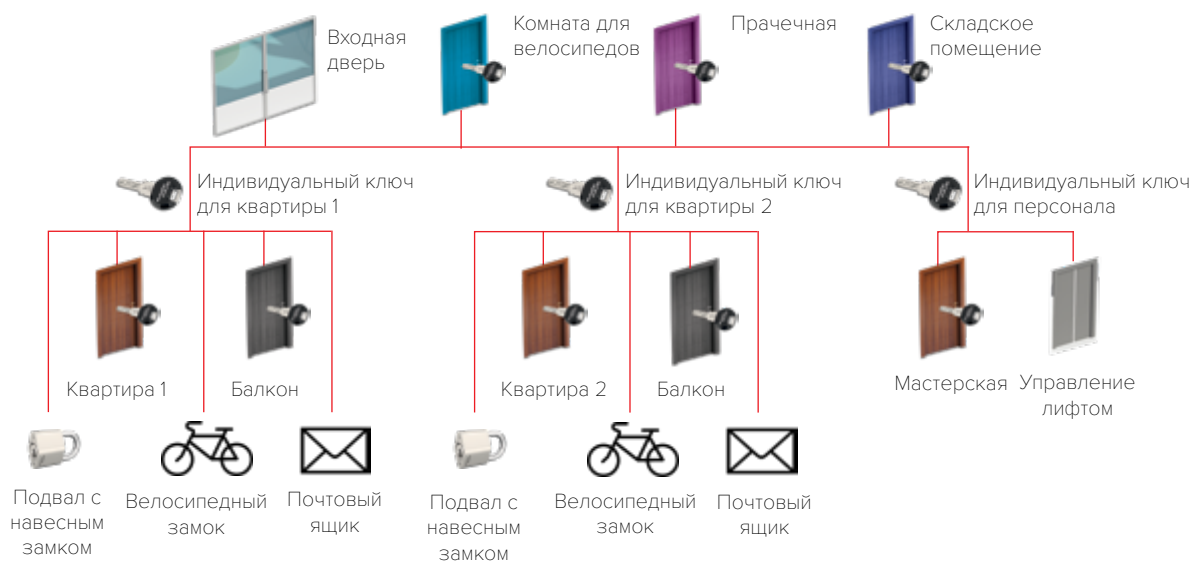 Входная
дверь
Комната для
велосипедов
Прачечная
Складское
помещение
Индивидуальный ключ
для квартиры 1
Индивидуальный ключ
для квартиры 2
Индивидуальный ключ
для персонала
Квартира 1
Балкон
Квартира 2
Балкон
Мастерская
Управление
лифтом
Подвал с
навесным
замком
Велосипедный
замок
Почтовый
ящик
Подвал с
навесным
замком
Велосипедный
замок
Почтовый
ящик